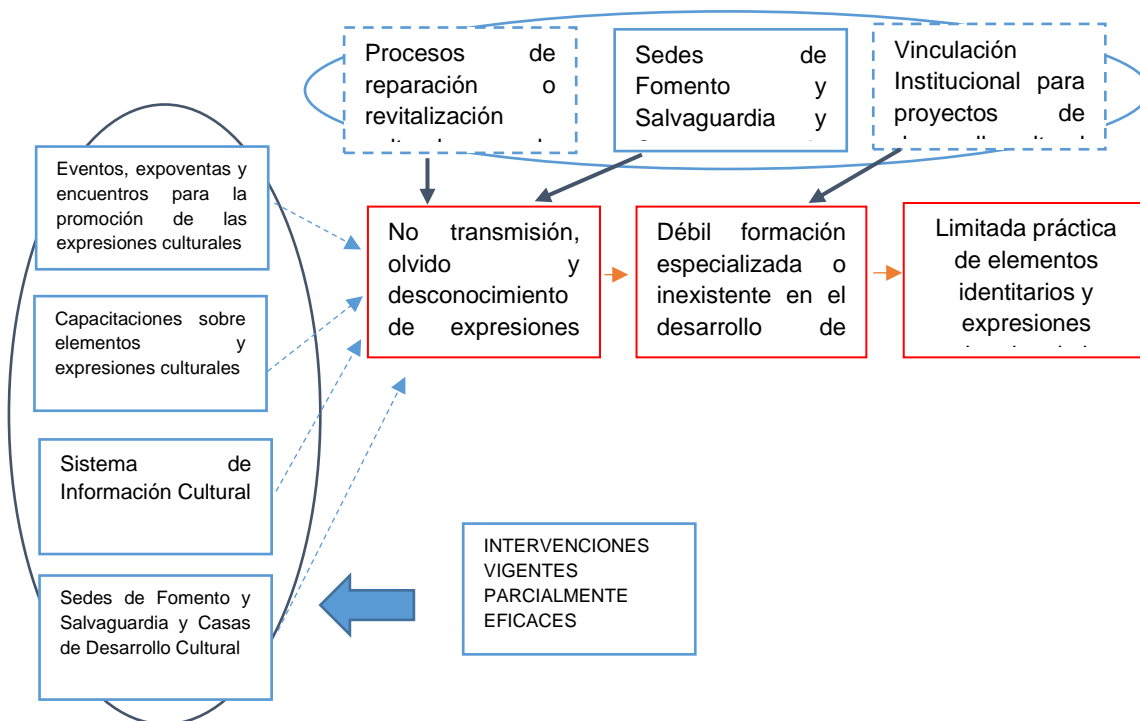 Procesos de
reparación o
revitalización
Sedes de
Fomento y
Salvaguardia y
Vinculación
Institucional para
proyectos de
Eventos, expoventas y
encuentros para la
promoción de las
expresiones culturales
No transmisión,
olvido y
desconocimiento
de expresiones
Débil formación
especializada o
inexistente en el
desarrollo de
Limitada práctica
de elementos
identitarios y
expresiones
Capacitaciones sobre
elementos y
expresiones culturales
Sistema de
Información Cultural
Sedes de Fomento y
Salvaguardia y Casas
de Desarrollo Cultural
INTERVENCIONES
VIGENTES
PARCIALMENTE
EFICACES